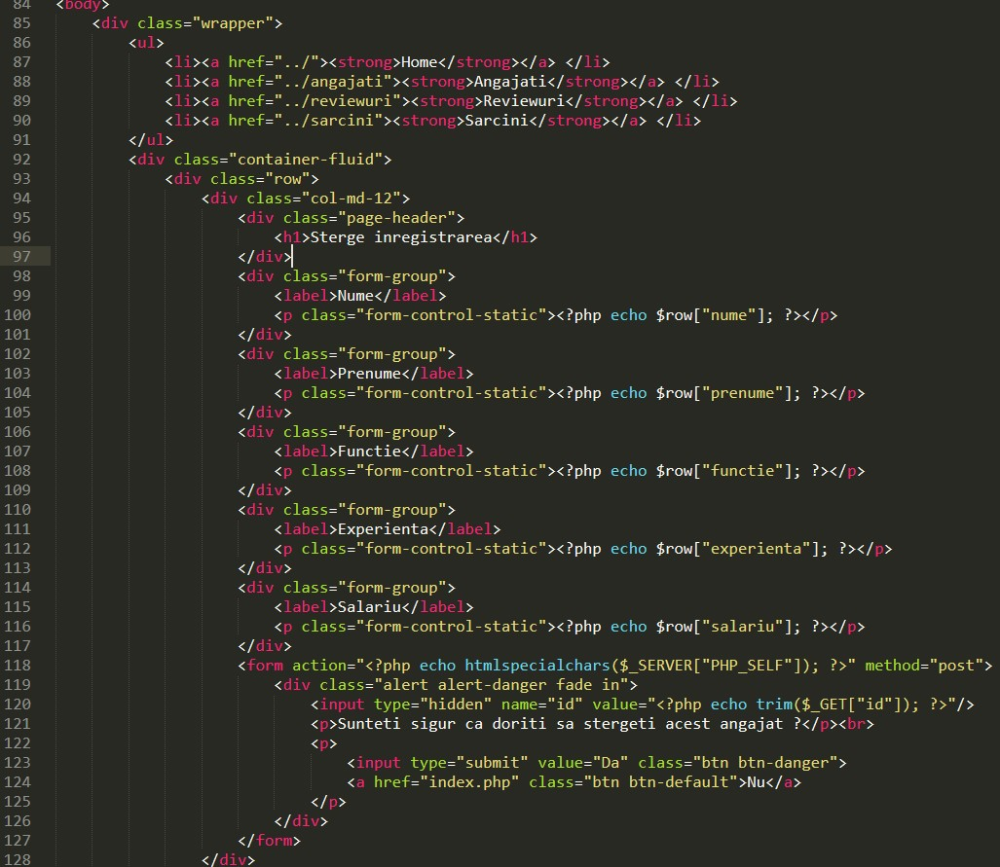 84 <body>
85     <div class="wrapper">
86         <ul>
87             <li><a href="../"><strong>Home</strong></a> </li>
88             <li><a href="../angajati"><strong>Angajati</strong></a> </li>
89             <li><a href="../reviewuri"><strong>Reviewuri</strong></a> </li>
90             <li><a href="../sarcini"><strong>Sarcini</strong></a> </li>
91         </ul>
92         <div class="container-fluid">
93             <div class="row">
94                 <div class="col-md-12">
95                     <div class="page-header">
96                         <h1>Sterge inregistrarea</h1>
97                     </div>
98                     <div class="form-group">
99                         <label>Nume</label>
100                         <p class="form-control-static"><?php echo $row["nume"]; ?></p>
101                     </div>
102                     <div class="form-group">
103                         <label>Prenume</label>
104                         <p class="form-control-static"><?php echo $row["prenume"]; ?></p>
105                     </div>
106                     <div class="form-group">
107                         <label>Functie</label>
108                         <p class="form-control-static"><?php echo $row["functie"]; ?></p>
109                     </div>
110                     <div class="form-group">
111                         <label>Experienta</label>
112                         <p class="form-control-static"><?php echo $row["experienta"]; ?></p>
113                     </div>
114                     <div class="form-group">
115                         <label>Salariu</label>
116                         <p class="form-control-static"><?php echo $row["salariu"]; ?></p>
117                     </div>
118                     <form action="<?php echo htmlspecialchars($_SERVER["PHP_SELF"]); ?>" method="post">
119                         <div class="alert alert-danger fade in">
120                             <input type="hidden" name="id" value="<?php echo trim($_GET["id"]); ?>"/>
121                             <p>Sunteti sigur ca doriti sa stergeti acest angajat ?</p><br>
122                             <p>
123                                 <input type="submit" value="Da" class="btn btn-danger">
124                                 <a href="index.php" class="btn btn-default">Nu</a>
125                             </p>
126                         </div>
127                     </form>
128                 </div>